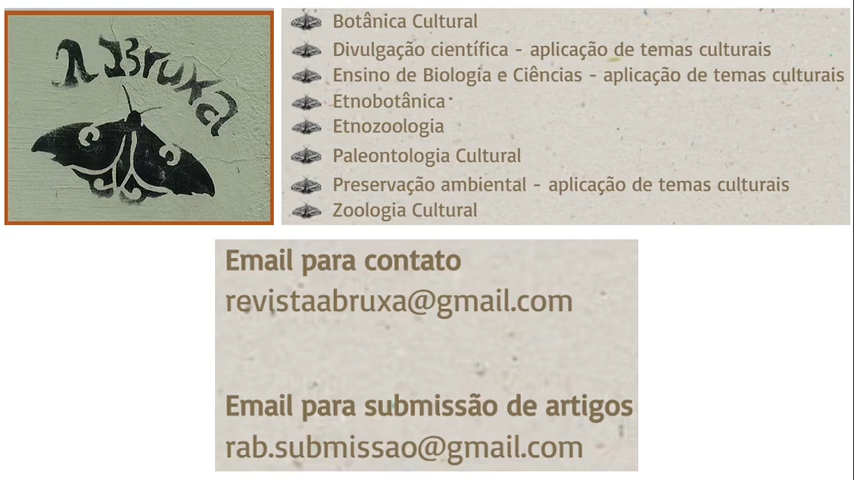 A Bruxa
Botânica Cultural
Divulgação científica - aplicação de temas culturais
Ensino de Biologia e Ciências - aplicação de temas culturais
Etnobotânica
Etnozoologia
Paleontologia Cultural
Preservação ambiental - aplicação de temas culturais
Zoologia Cultural
Email para contato
revistaabruxa@gmail.com
Email para submissão de artigos
rab.submissao@gmail.com